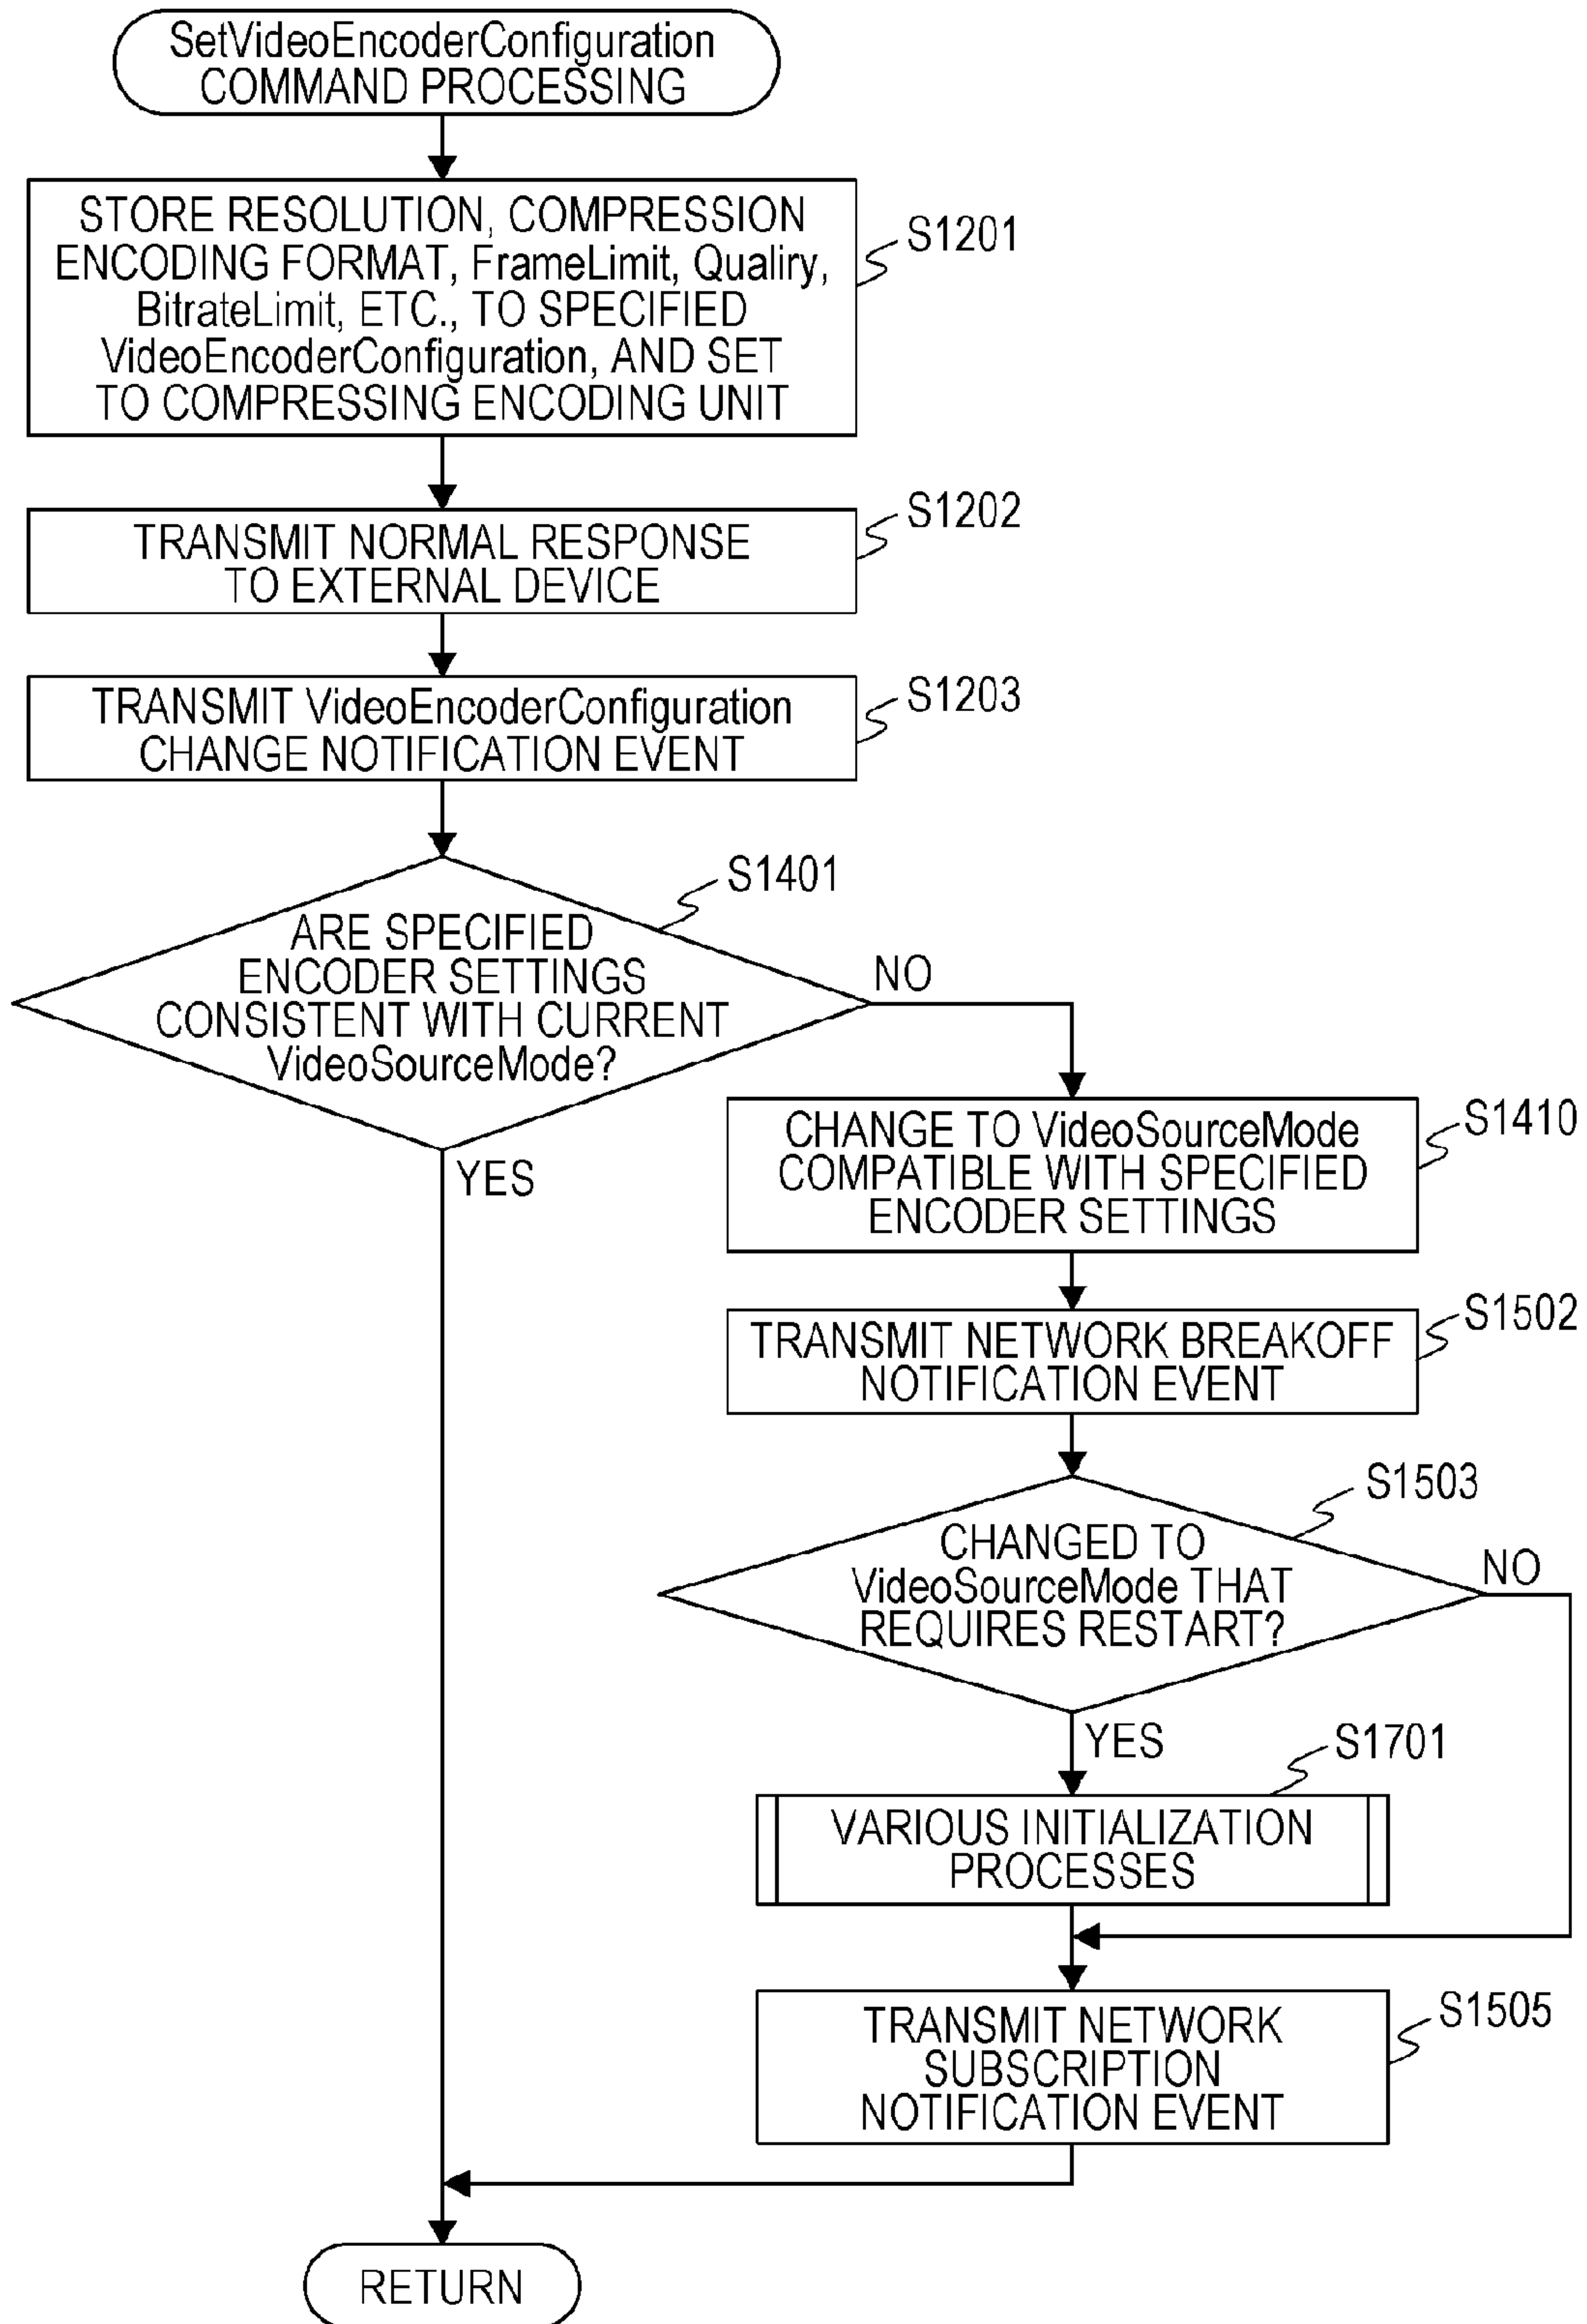 SetVideoEncoderConfiguration
COMMAND PROCESSING
STORE RESOLUTION, COMPRESSION
ENCODING FORMAT, FrameLimit, Qualiry,
BitrateLimit, ETC., TO SPECIFIED
VideoEncoderConfiguration, AND SET
TO COMPRESSING ENCODING UNIT
S1201
TRANSMIT NORMAL RESPONSE
TO EXTERNAL DEVICE
S1202
TRANSMIT VideoEncoderConfiguration
CHANGE NOTIFICATION EVENT
S1203
ARE SPECIFIED
ENCODER SETTINGS
CONSISTENT WITH CURRENT
VideoSourceMode?
S1401
NO
YES
CHANGE TO VideoSourceMode
COMPATIBLE WITH SPECIFIED
ENCODER SETTINGS
S1410
TRANSMIT NETWORK BREAKOFF
NOTIFICATION EVENT
S1502
CHANGED TO
VideoSourceMode THAT
REQUIRES RESTART?
S1503
NO
YES
VARIOUS INITIALIZATION
PROCESSES
S1701
TRANSMIT NETWORK
SUBSCRIPTION
NOTIFICATION EVENT
S1505
RETURN